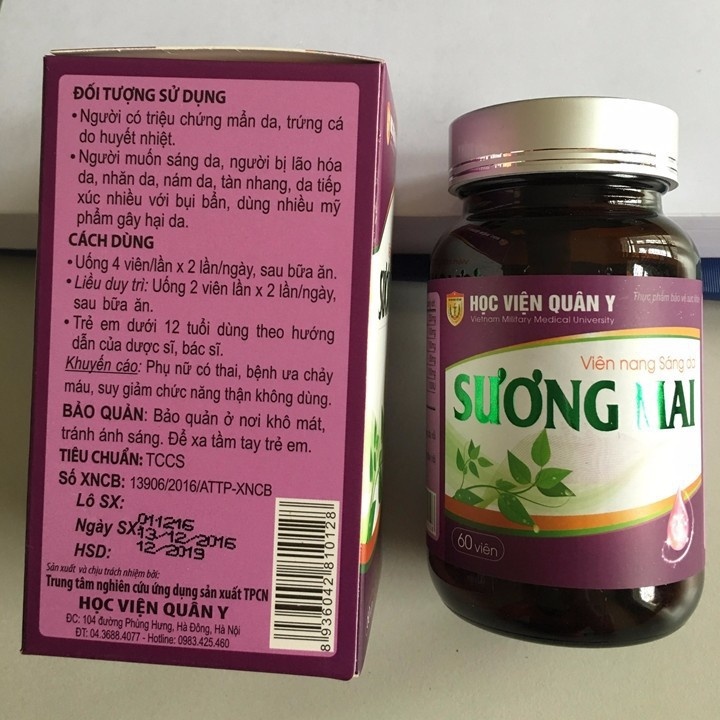 ĐỐI TƯỢNG SỬ DỤNG
• Người có triệu chứng mẩn da, trứng cá
do huyết nhiệt.
• Người muốn sáng da, người bị lão hóa
da, nhăn da, nám da, tàn nhang, da tiếp
xúc nhiều với bụi bẩn, dùng nhiều mỹ
phẩm gây hại da.
CÁCH DÙNG
• Uống 4 viên/lần x 2 lần/ngày, sau bữa ăn.
• Liều duy trì: Uống 2 viên lần x 2 lần/ngày,
sau bữa ăn.
• Trẻ em dưới 12 tuổi dùng theo hướng
dẫn của dược sĩ, bác sĩ.
Khuyến cáo: Phụ nữ có thai, bệnh ưa chảy
máu, suy giảm chức năng thận không dùng.
BẢO QUẢN: Bảo quản ở nơi khô mát,
tránh ánh sáng. Để xa tầm tay trẻ em.
TIÊU CHUẨN: TCCS
Số XNCB: 13906/2016/ATTP-XNCB
Lô SX: 011216
Ngày SX: 13/12/2016
HSD: 12/2019
Sản xuất và chịu trách nhiệm bởi:
Trung tâm nghiên cứu ứng dụng sản xuất TPCN
HỌC VIỆN QUÂN Y
ĐC: 104 đường Phùng Hưng, Hà Đông, Hà Nội
ĐT: 04.3688.4077 - Hotline: 0983.425.460
8936042810128
HỌC VIỆN QUÂN Y
Vietnam Military Medical University
Thực phẩm bảo vệ sức
Viên nang Sáng da
SƯƠNG MAI
60 viên